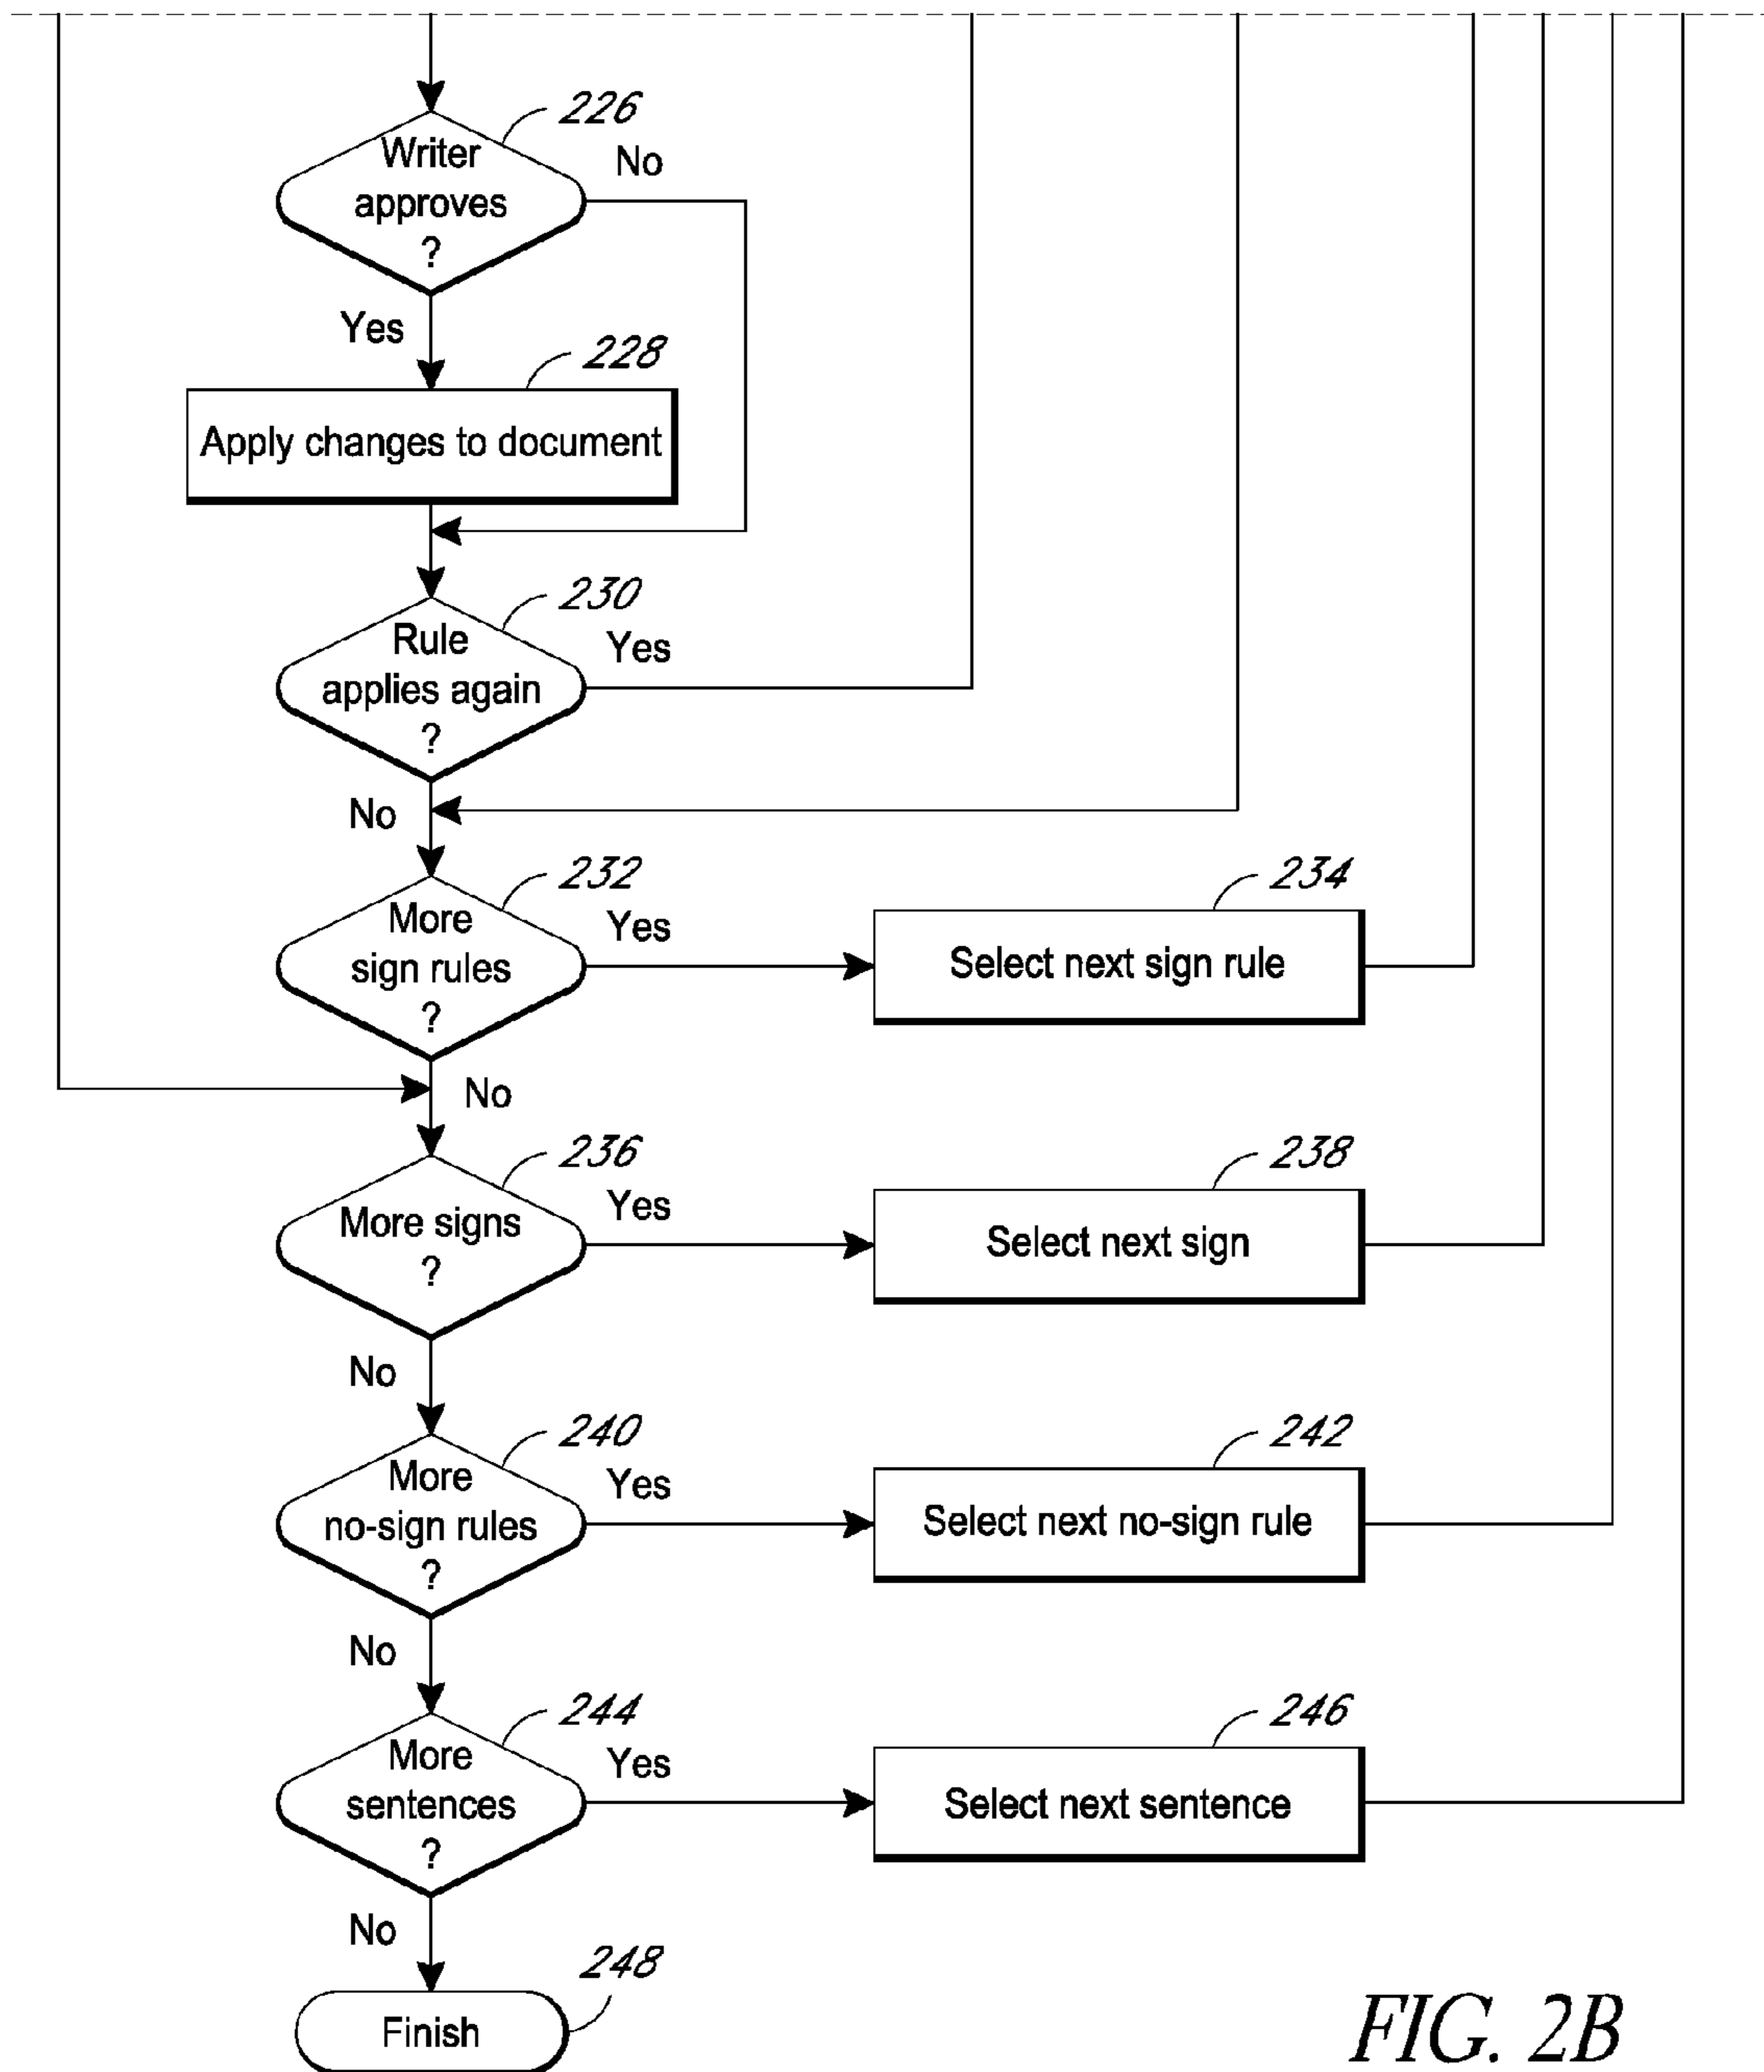 226
Writer
approves
?
No
Yes
228
Apply changes to document
230
Rule
applies again
?
Yes
No
232
More
sign rules
?
Yes
234
Select next sign rule
No
236
More signs
?
Yes
238
Select next sign
No
240
More
no-sign rules
?
Yes
242
Select next no-sign rule
No
244
More
sentences
?
Yes
246
Select next sentence
No
248
Finish
FIG. 2B